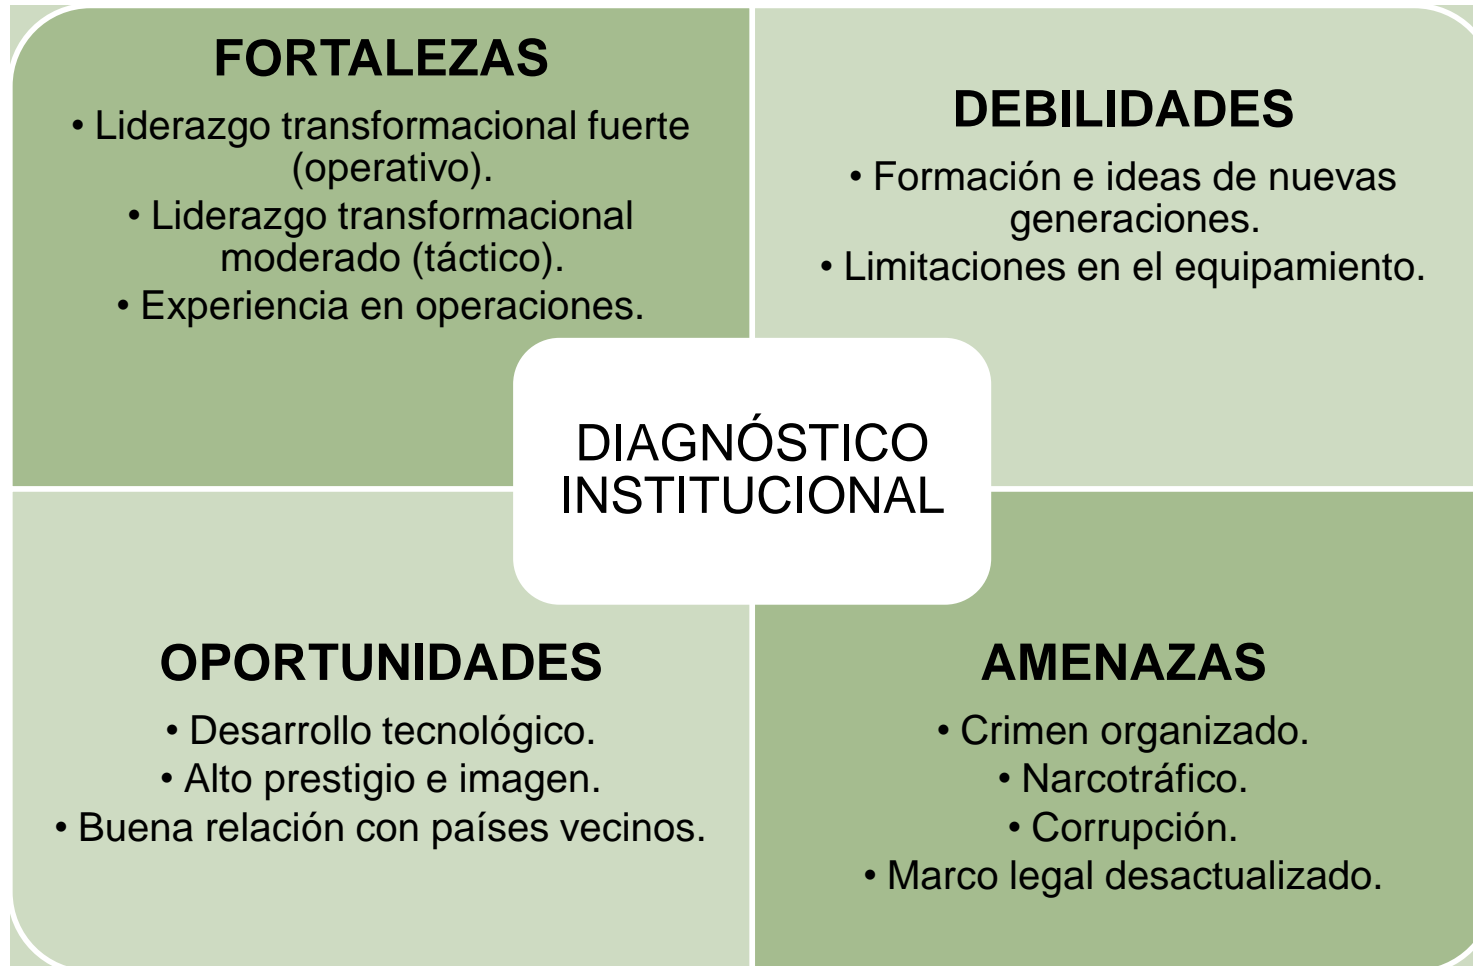 FORTALEZAS
• Liderazgo transformacional fuerte
(operativo).
• Liderazgo transformacional
moderado (táctico).
• Experiencia en operaciones.
DEBILIDADES
• Formación e ideas de nuevas
generaciones.
• Limitaciones en el equipamiento.
DIAGNÓSTICO
INSTITUCIONAL
OPORTUNIDADES
• Desarrollo tecnológico.
• Alto prestigio e imagen.
• Buena relación con países vecinos.
AMENAZAS
• Crimen organizado.
• Narcotráfico.
• Corrupción.
• Marco legal desactualizado.